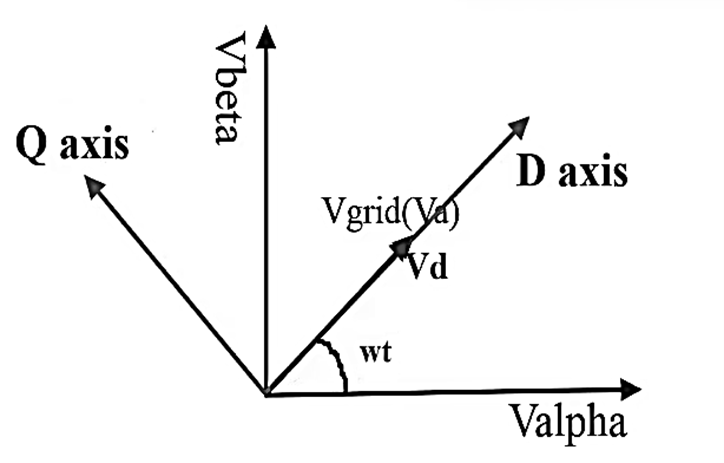 Vbeta
Q axis
D axis
Vgrid(Va)
Vd
wt
Valpha